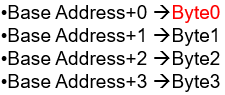 •Base Address+0 →Byte0
•Base Address+1 →Byte1
•Base Address+2 →Byte2
•Base Address+3 →Byte3